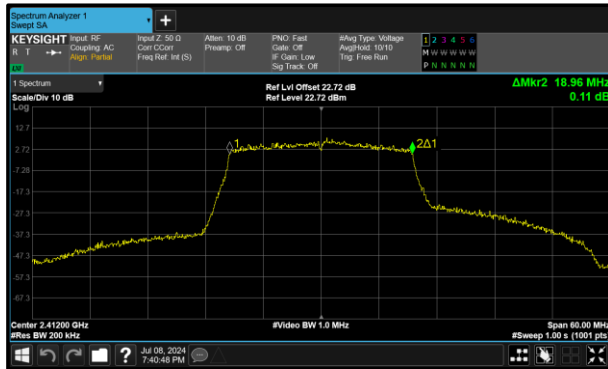 Spectrum Analyzer 1
Swept SA
+
KEYSIGHT
R T
LXI
Input: RF
Coupling: AC
Align: Partial
Input Z: 50 Ω
Corr CCorr
Freq Ref: Int (S)
Atten: 10 dB
Preamp: Off
PNO: Fast
Gate: Off
IF Gain: Low
Sig Track: Off
#Avg Type: Voltage
Avg|Hold: 10/10
Trig: Free Run
1 2 3 4 5 6
M W W W W W
P N N N N N
1 Spectrum
Scale/Div 10 dB
Ref Lvl Offset 22.72 dB
Ref Level 22.72 dBm
ΔMkr2 18.96 MHz
0.11 dB
Log
12.7
2.72
-7.28
-17.3
-27.3
-37.3
-47.3
-57.3
-67.3
1
2Δ1
Center 2.41200 GHz
#Res BW 200 kHz
#Video BW 1.0 MHz
Span 60.00 MHz
#Sweep 1.00 s (1001 pts)
?
Jul 08, 2024
7:40:48 PM